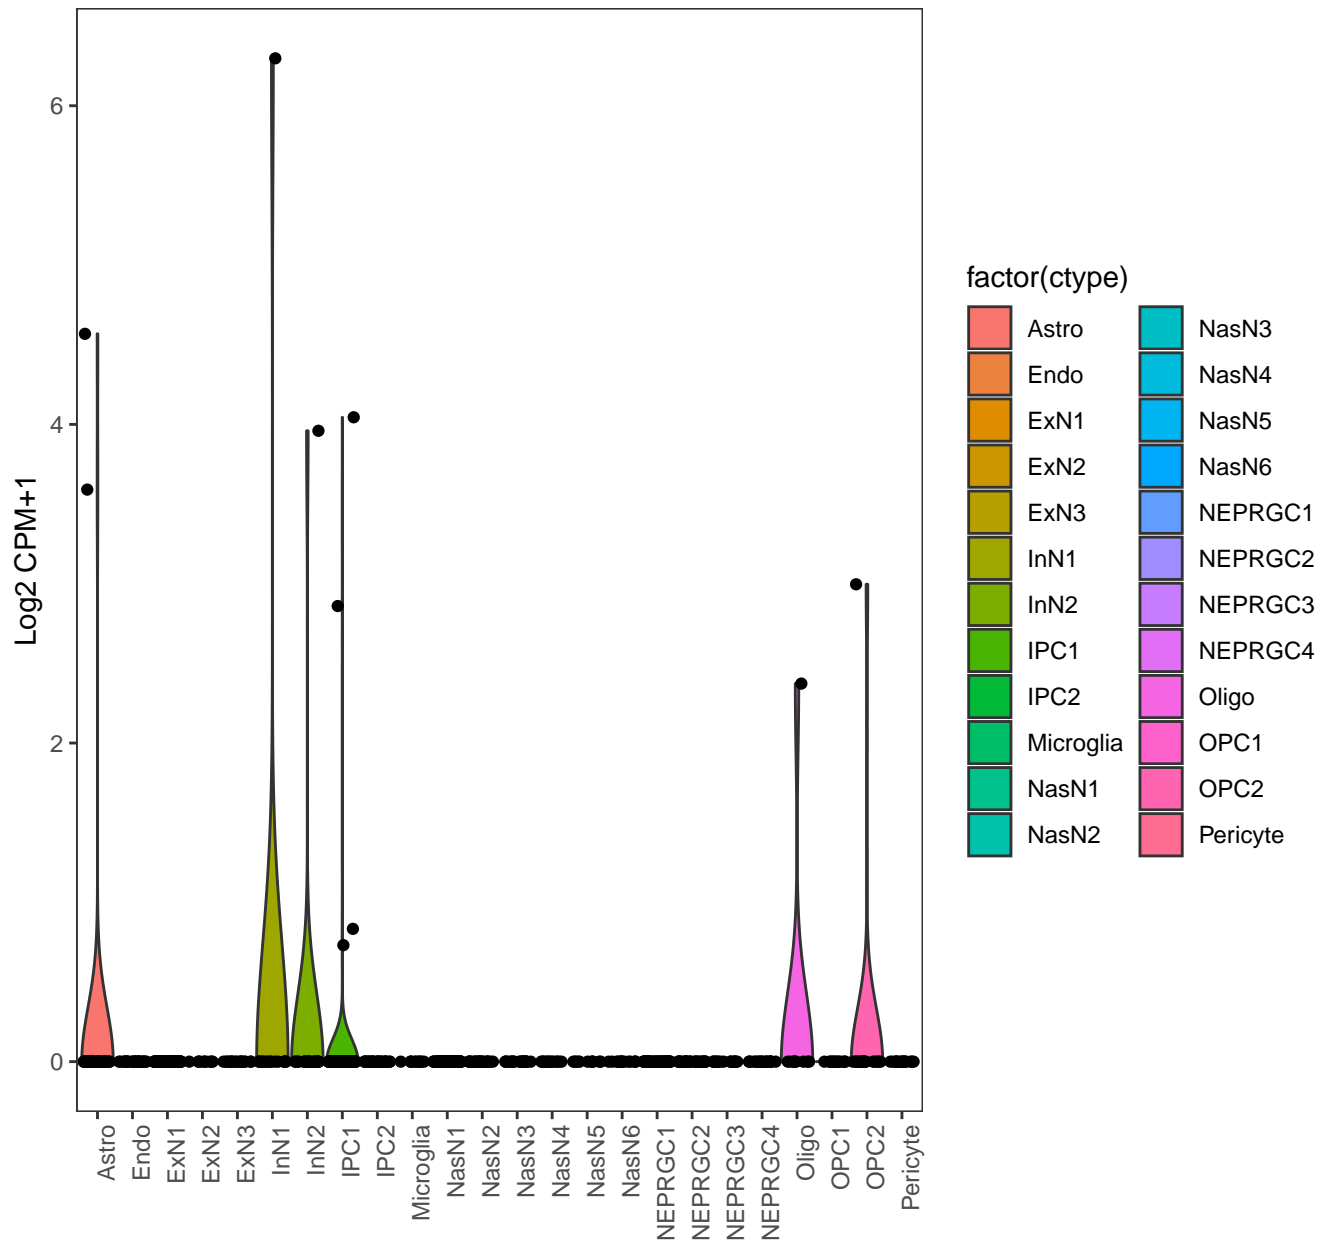 6
4
2
0
Log2 CPM+1
Astro
Endo
ExN1
ExN2
ExN3
InN1
InN2
IPC1
IPC2
Microglia
NasN1
NasN2
NasN3
NasN4
NasN5
NasN6
NEPRGC1
NEPRGC2
NEPRGC3
NEPRGC4
Oligo
OPC1
OPC2
Pericyte
factor(ctype)
Astro
Endo
ExN1
ExN2
ExN3
InN1
InN2
IPC1
IPC2
Microglia
NasN1
NasN2
NasN3
NasN4
NasN5
NasN6
NEPRGC1
NEPRGC2
NEPRGC3
NEPRGC4
Oligo
OPC1
OPC2
Pericyte